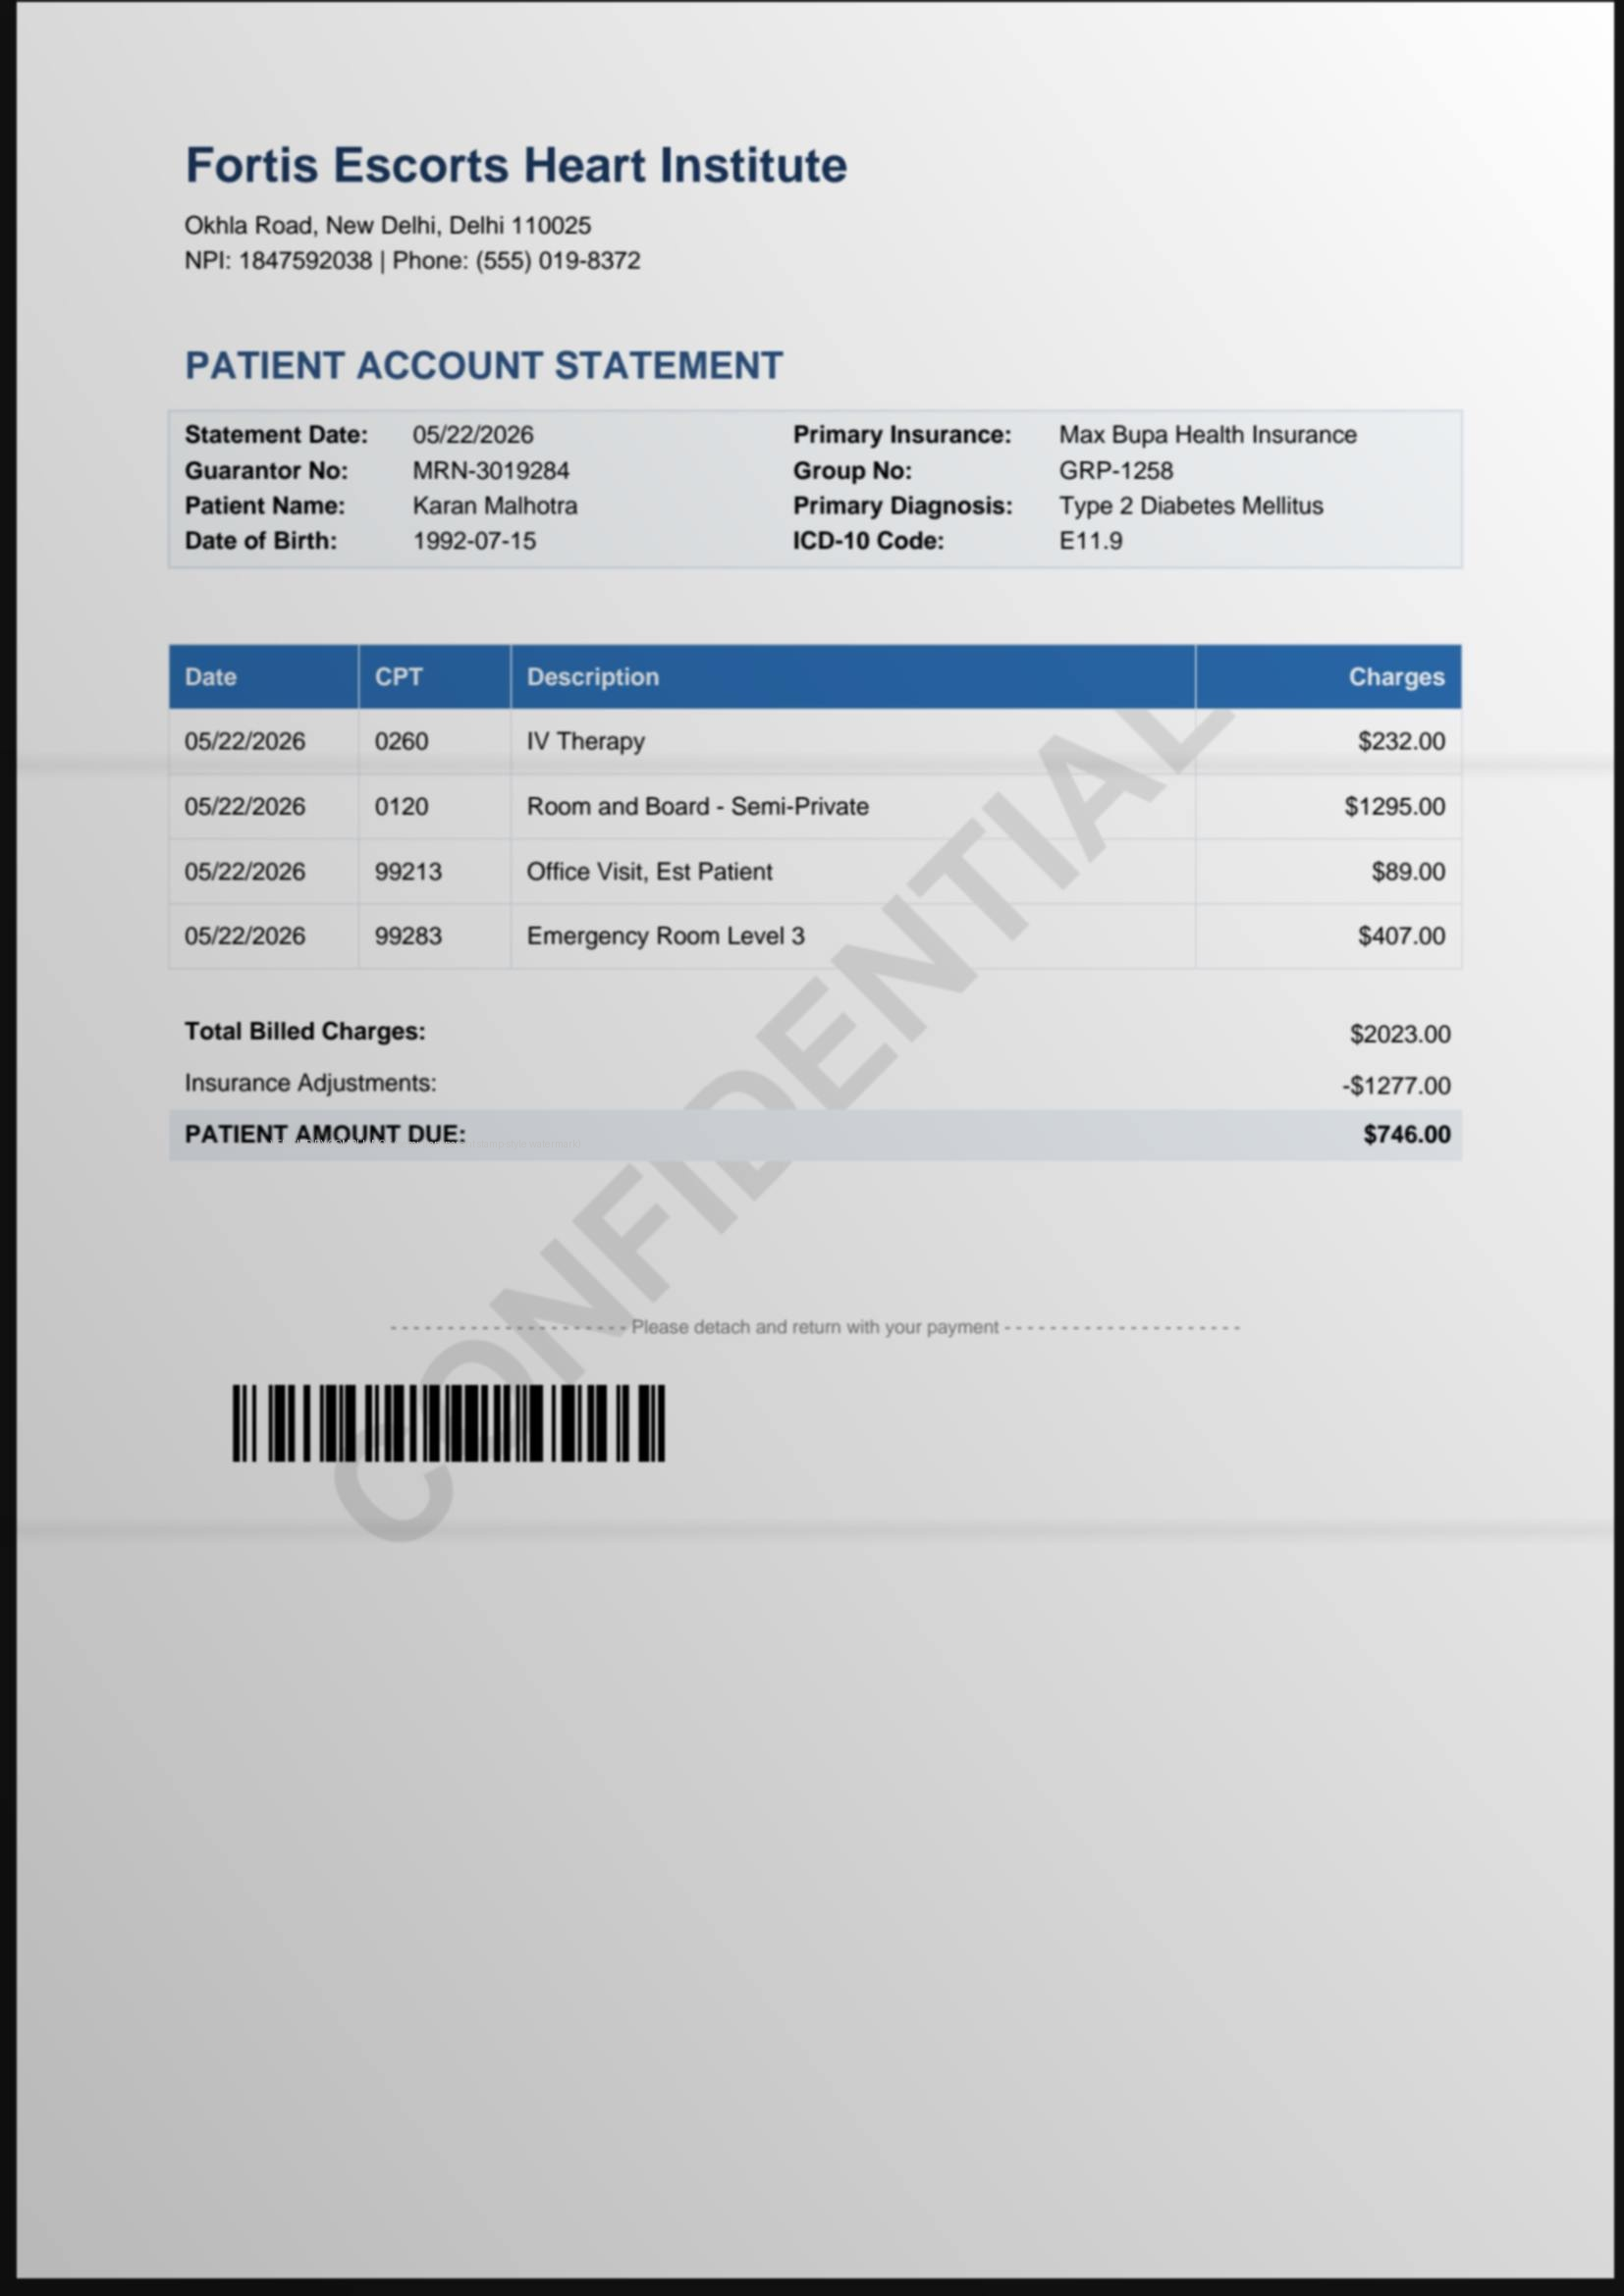 Fortis Escorts Heart Institute
Okhla Road, New Delhi, Delhi 110025
NPI: 1847592038 | Phone: (555) 019-8372
PATIENT ACCOUNT STATEMENT
Statement Date: 05/22/2026 Primary Insurance: Max Bupa Health Insurance
Guarantor No: MRN-3019284 Group No: GRP-1258
Patient Name: Karan Malhotra Primary Diagnosis: Type 2 Diabetes Mellitus
Date of Birth: 1992-07-15 ICD-10 Code: E11.9
Date CPT Description Charges
05/22/2026 0260 IV Therapy $232.00
05/22/2026 0120 Room and Board - Semi-Private $1295.00
05/22/2026 99213 Office Visit, Est Patient $89.00
05/22/2026 99283 Emergency Room Level 3 $407.00
Total Billed Charges: $2023.00
Insurance Adjustments: -$1277.00
PATIENT AMOUNT DUE: $746.00
CONFIDENTIAL
- - - - - - - - - - - - - - - - - - - - - Please detach and return with your payment - - - - - - - - - - - - - - - - - - - - -